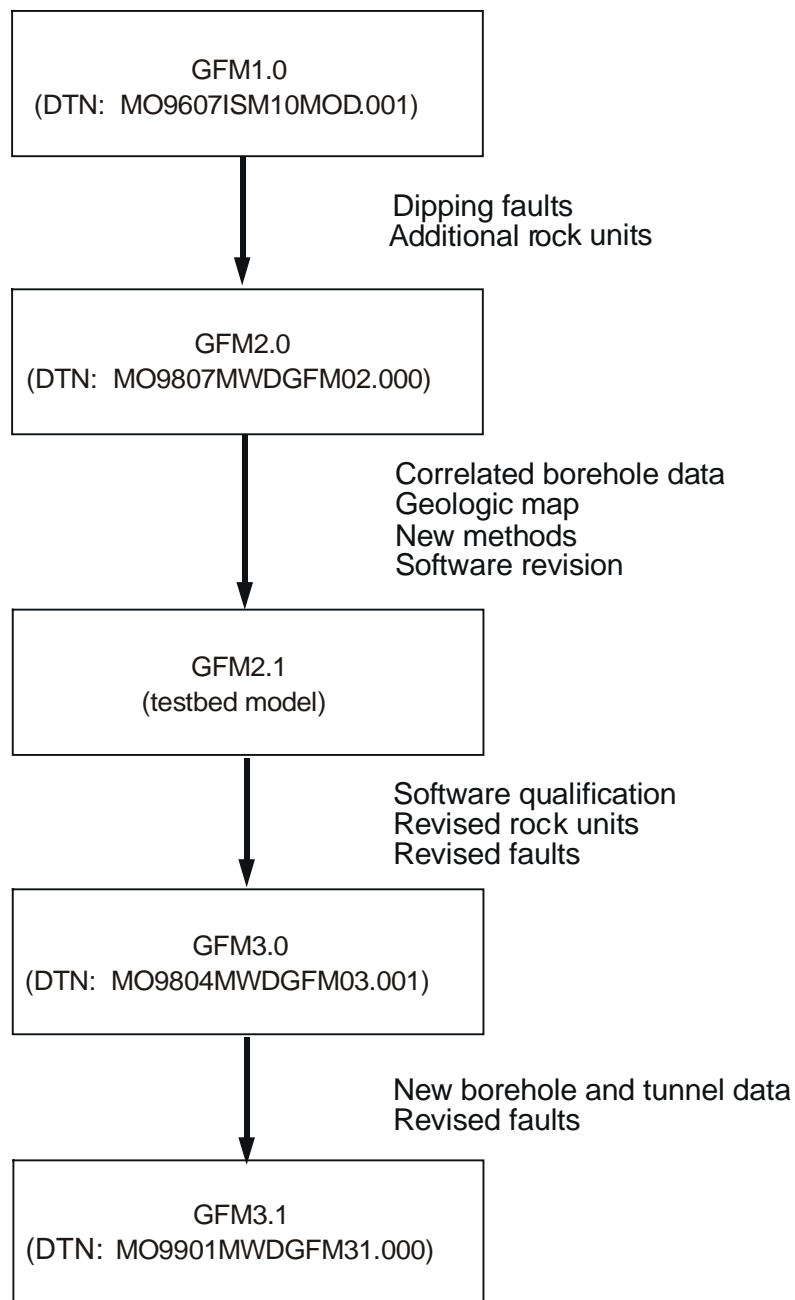 GFM1.0
(DTN: MO9607ISM10MOD.001)
Dipping faults
Additional rock units
GFM2.0
(DTN: MO9807MWDGFM02.000)
Correlated borehole data
Geologic map
New methods
Software revision
GFM2.1
(testbed model)
Software qualification
Revised rock units
Revised faults
GFM3.0
(DTN: MO9804MWDGFM03.001)
New borehole and tunnel data
Revised faults
GFM3.1
(DTN: MO9901MWDGFM31.000)